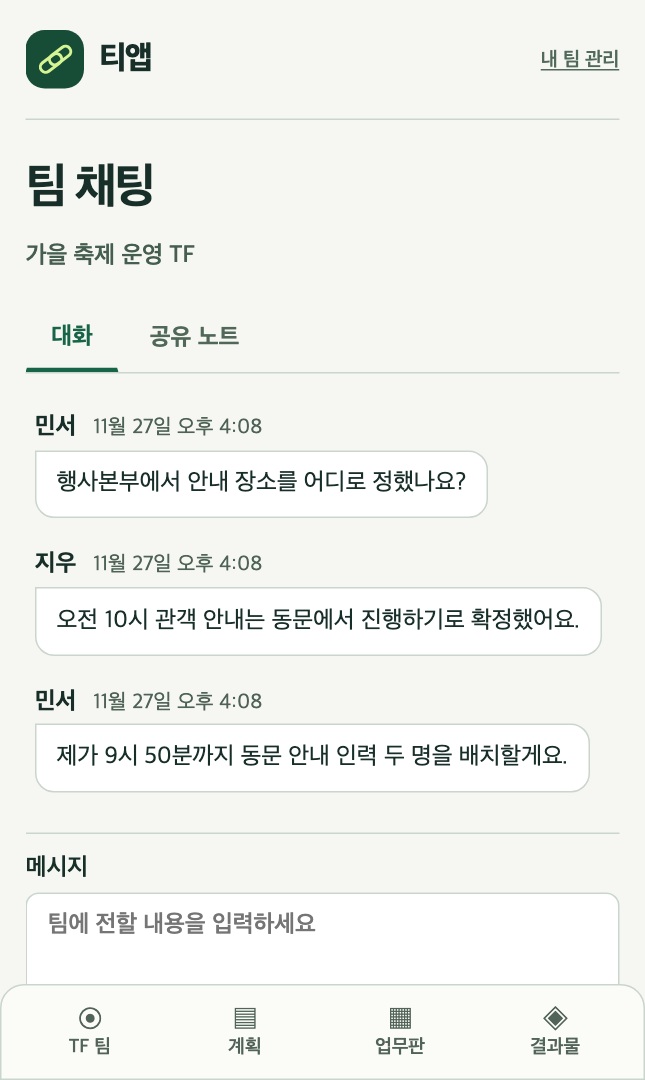 티앱
내 팀 관리
팀 채팅
가을 축제 운영 TF
대화 공유 노트
민서 11월 27일 오후 4:08
행사본부에서 안내 장소를 어디로 정했나요?
지우 11월 27일 오후 4:08
오전 10시 관객 안내는 동문에서 진행하기로 확정했어요.
민서 11월 27일 오후 4:08
제가 9시 50분까지 동문 안내 인력 두 명을 배치할게요.
메시지
팀에 전할 내용을 입력하세요
TF 팀 계획 업무판 결과물